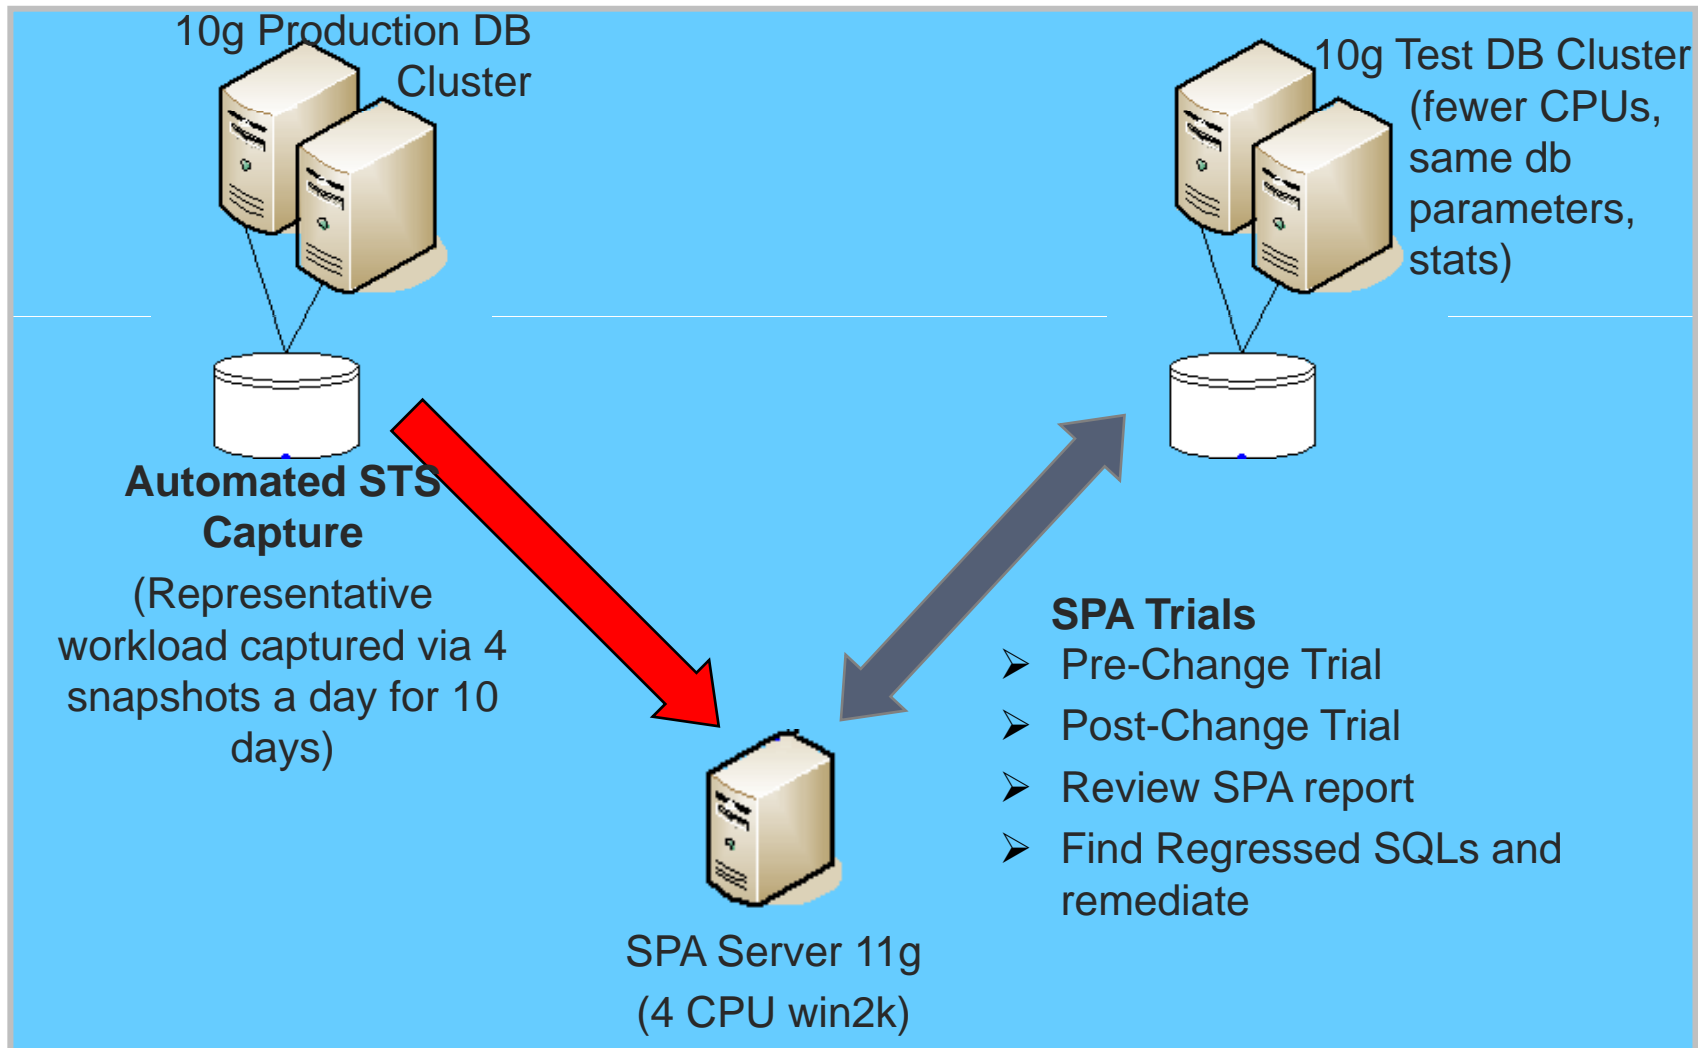 10g Production DB
Cluster
10g Test DB Cluster
(fewer CPUs,
same db
parameters,
stats)
Automated STS
Capture
(Representative
workload captured via 4
snapshots a day for 10
days)
SPA Trials
➢ Pre-Change Trial
➢ Post-Change Trial
➢ Review SPA report
➢ Find Regressed SQLs and
remediate
SPA Server 11g
(4 CPU win2k)